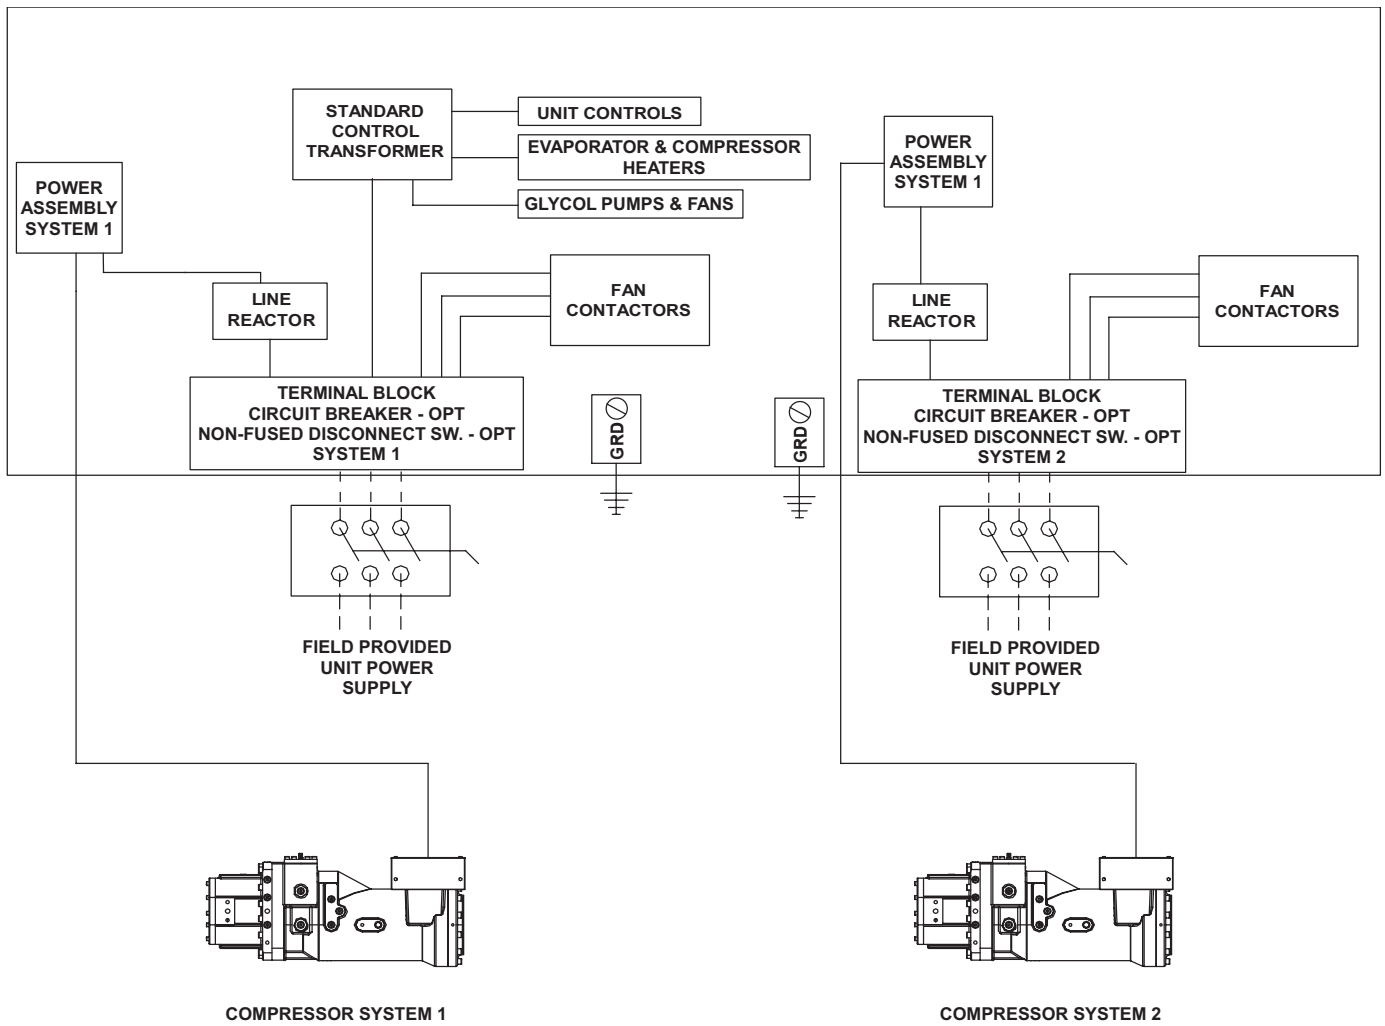 STANDARD
CONTROL
TRANSFORMER
UNIT CONTROLS
EVAPORATOR & COMPRESSOR
HEATERS
GLYCOL PUMPS & FANS
POWER
ASSEMBLY
SYSTEM 1
LINE
REACTOR
FAN
CONTACTORS
TERMINAL BLOCK
CIRCUIT BREAKER - OPT
NON-FUSED DISCONNECT SW. - OPT
SYSTEM 1
GRD
FIELD PROVIDED
UNIT POWER
SUPPLY
COMPRESSOR SYSTEM 1
POWER
ASSEMBLY
SYSTEM 1
LINE
REACTOR
FAN
CONTACTORS
TERMINAL BLOCK
CIRCUIT BREAKER - OPT
NON-FUSED DISCONNECT SW. - OPT
SYSTEM 2
GRD
FIELD PROVIDED
UNIT POWER
SUPPLY
COMPRESSOR SYSTEM 2